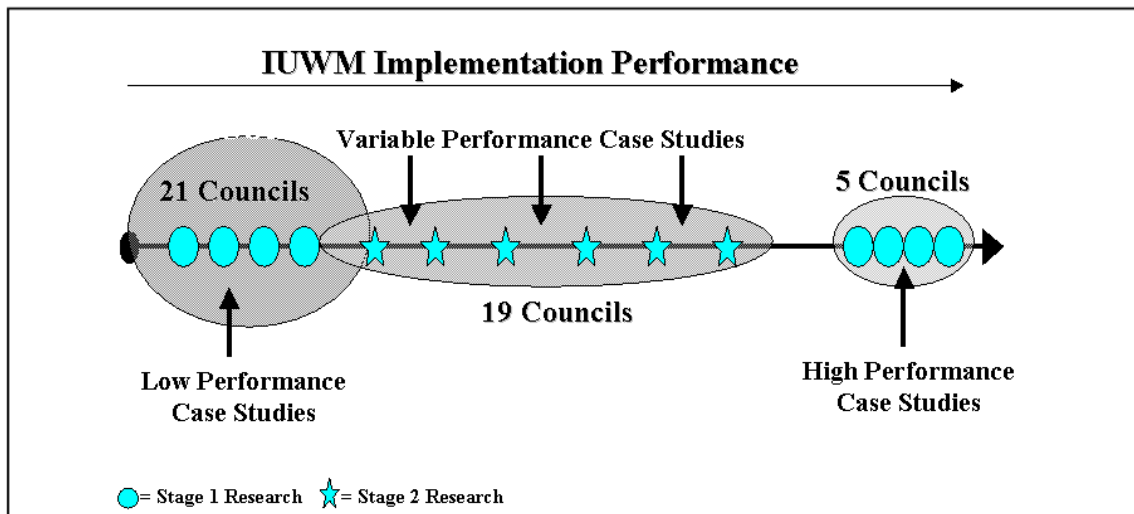 IUWM Implementation Performance
Variable Performance Case Studies
21 Councils
5 Councils
19 Councils
Low Performance
Case Studies
High Performance
Case Studies
= Stage 1 Research = Stage 2 Research